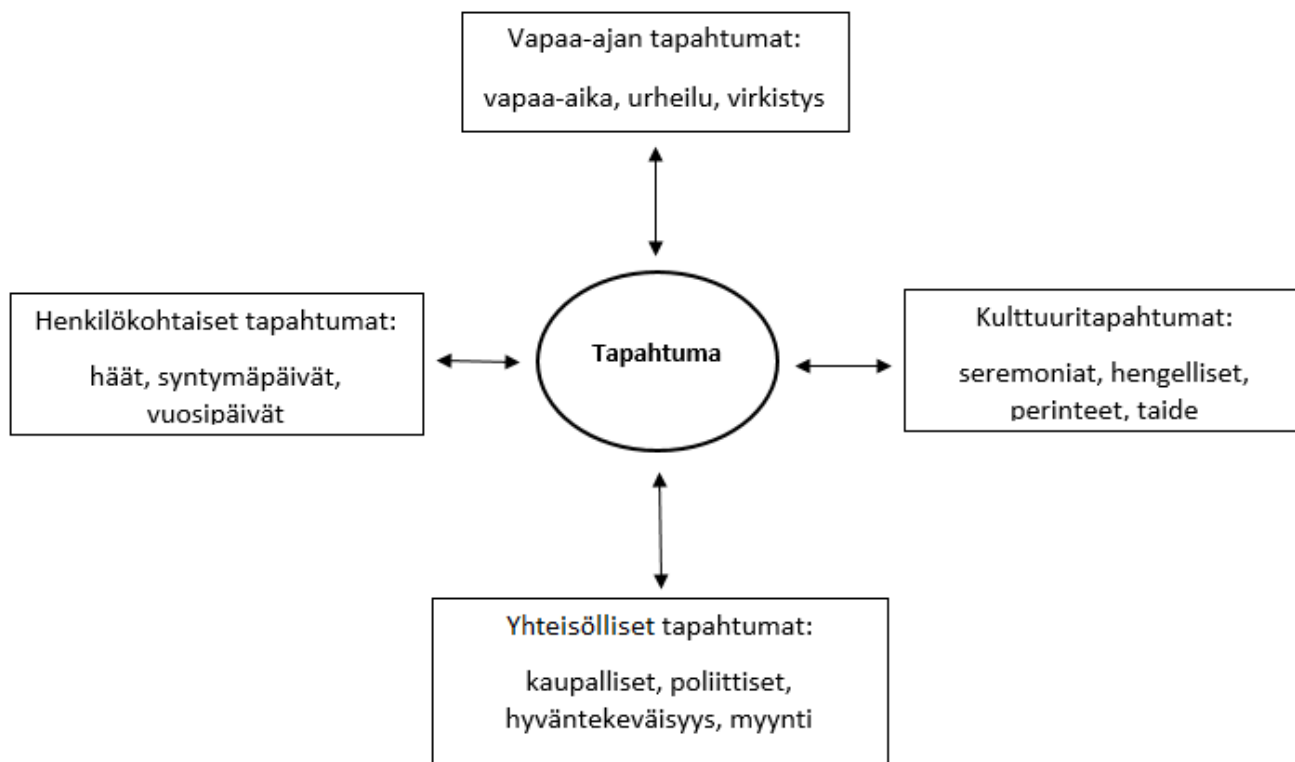 Vapaa-ajan tapahtumat:
vapaa-aika, urheilu, virkistys
Henkilökohtaiset tapahtumat:
häät, syntymäpäivät,
vuosipäivät
Tapahtuma
Kulttuuritapahtumat:
seremoniat, hengelliset,
perinteet, taide
Yhteisölliset tapahtumat:
kaupalliset, poliittiset,
hyväntekeväisyys, myynti